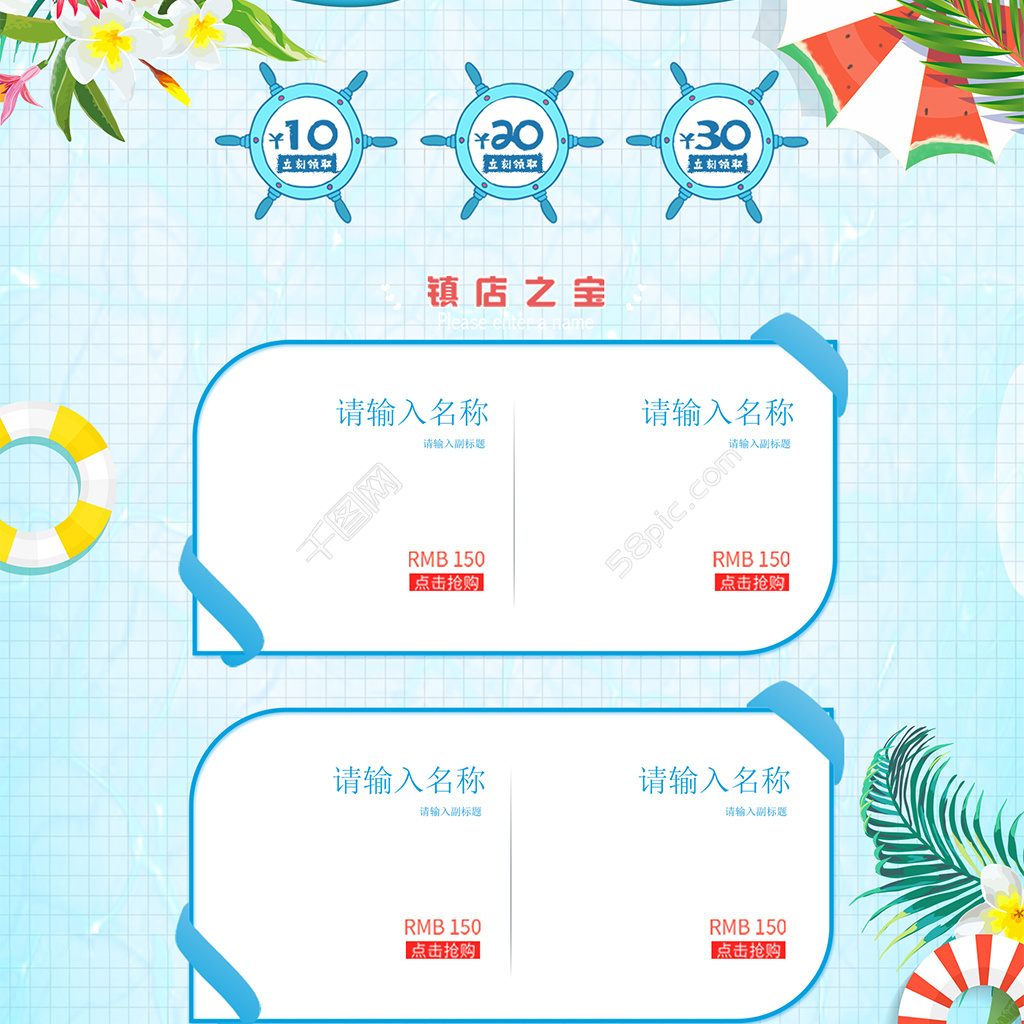 ¥10
立刻领取
¥20
立刻领取
¥30
立刻领取
镇店之宝
Please enter a name
请输入名称
请输入副标题
RMB 150
点击抢购
请输入名称
请输入副标题
RMB 150
点击抢购
千图网
58pic.com
请输入名称
请输入副标题
RMB 150
点击抢购
请输入名称
请输入副标题
RMB 150
点击抢购